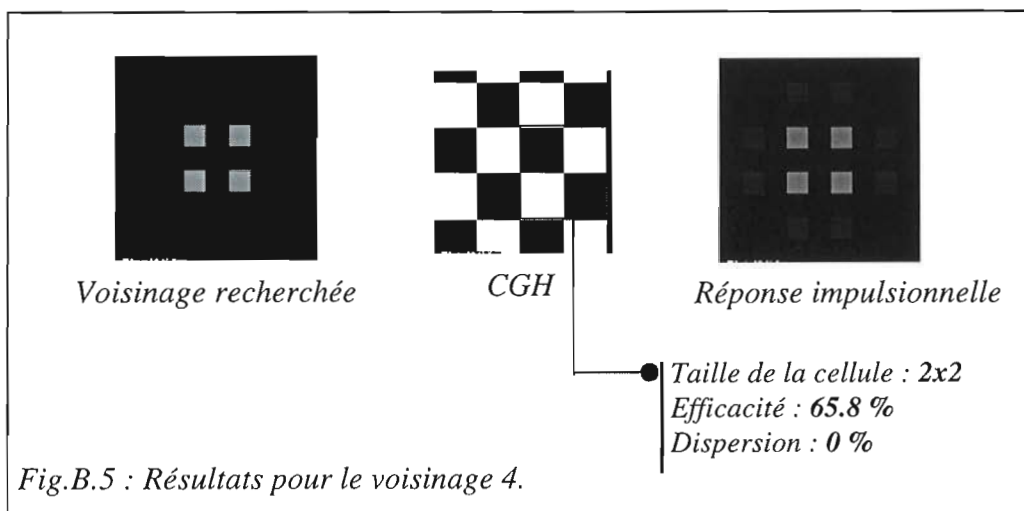 Voisinage recherchée
CGH
Réponse impulsionnelle
Taille de la cellule : 2x2
Efficacité : 65.8 %
Dispersion : 0 %
Fig.B.5 : Résultats pour le voisinage 4.